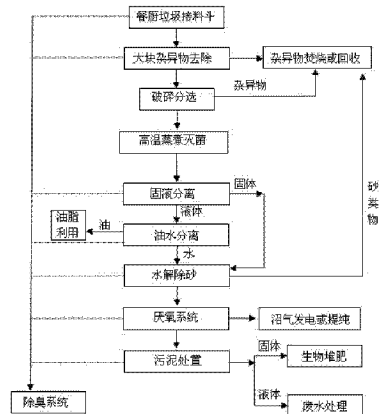 餐厨垃圾接料斗
大块杂异物去除
杂异物焚烧或回收
杂异物
破碎分选
高温蒸煮灭菌
砂类物
固体
固液分离
液体
油脂利用
油
油水分离
水
水解除砂
厌氧系统
沼气发电或提纯
固体
污泥处置
生物堆肥
液体
除臭系统
废水处理